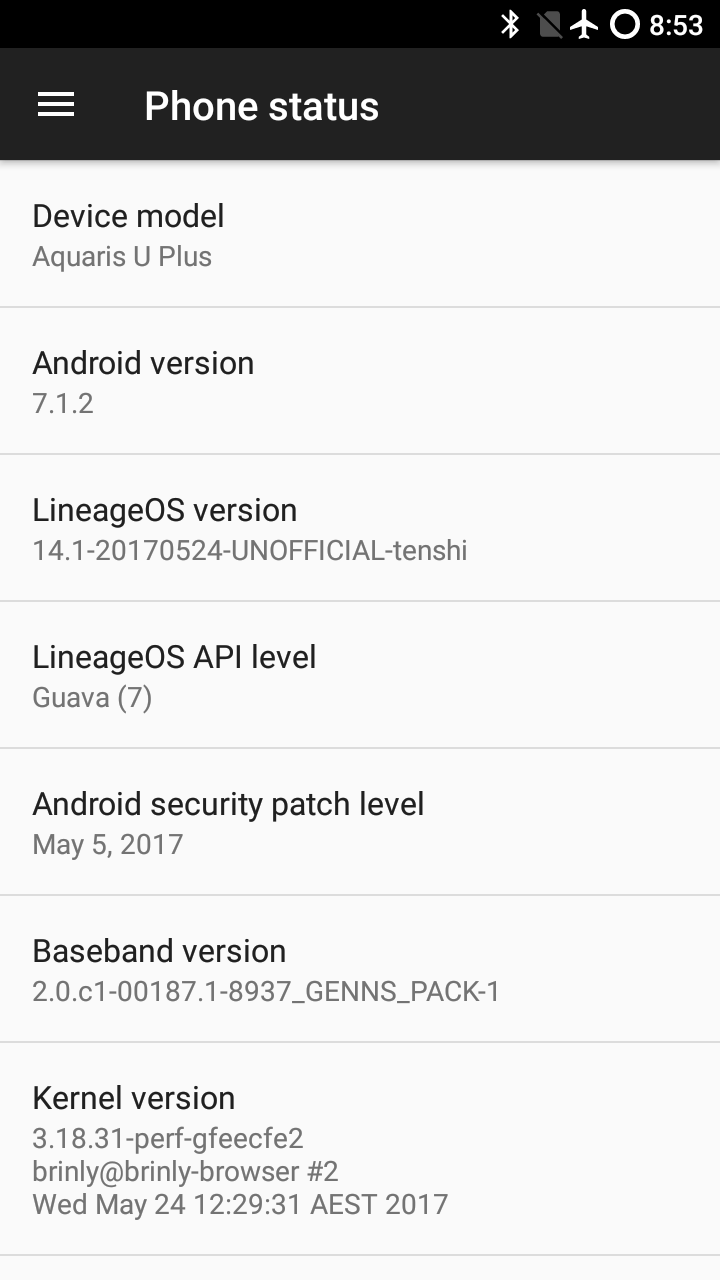 8:53
Phone status
Device model
Aquaris U Plus
Android version
7.1.2
LineageOS version
14.1-20170524-UNOFFICIAL-tenshi
LineageOS API level
Guava (7)
Android security patch level
May 5, 2017
Baseband version
2.0.c1-00187.1-8937_GENNS_PACK-1
Kernel version
3.18.31-perf-gfeecfe2
brinly@brinly-browser #2
Wed May 24 12:29:31 AEST 2017